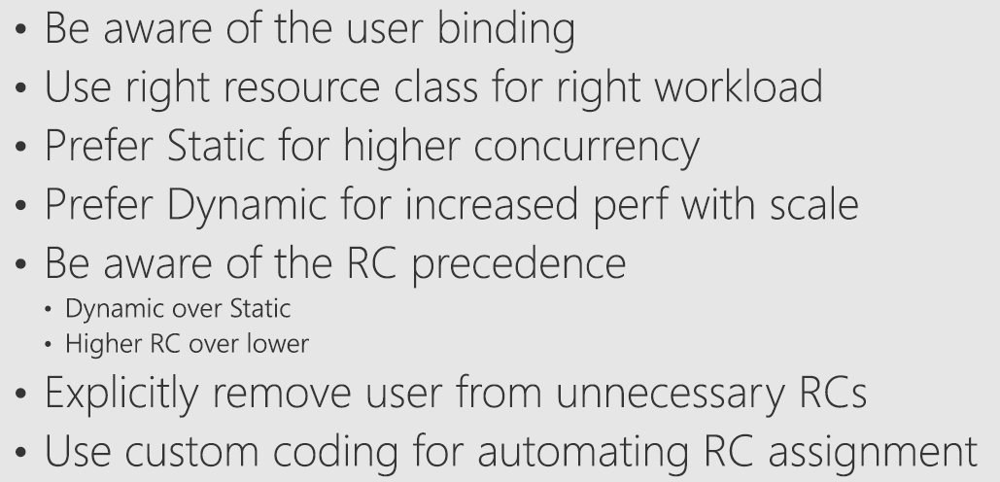 • Be aware of the user binding
• Use right resource class for right workload
• Prefer Static for higher concurrency
• Prefer Dynamic for increased perf with scale
• Be aware of the RC precedence
• Dynamic over Static
• Higher RC over lower
• Explicitly remove user from unnecessary RCs
• Use custom coding for automating RC assignment